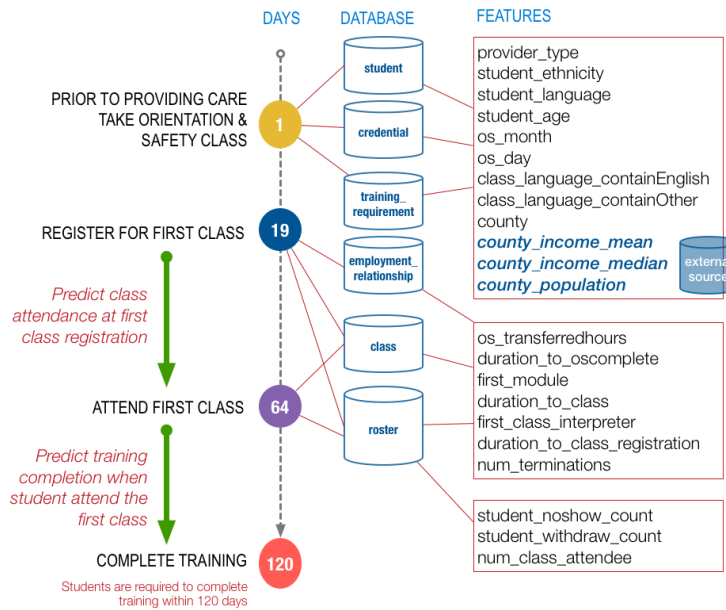 DAYS
DATABASE
FEATURES
PRIOR TO PROVIDING CARE
TAKE ORIENTATION &
SAFETY CLASS
1
REGISTER FOR FIRST CLASS
19
Predict class
attendance at first
class registration
ATTEND FIRST CLASS
64
Predict training
completion when
student attend the
first class
COMPLETE TRAINING
120
Students are required to complete
training within 120 days
student
credential
training_
requirement
employment_
relationship
class
roster
provider_type
student_ethnicity
student_language
student_age
os_month
os_day
class_language_containEnglish
class_language_containOther
county
county_income_mean
county_income_median
county_population
externa
source
os_transferredhours
duration_to_oscomplete
first_module
duration_to_class
first_class_interpreter
duration_to_class_registration
num_terminations
student_noshow_count
student_withdraw_count
num_class_attendee